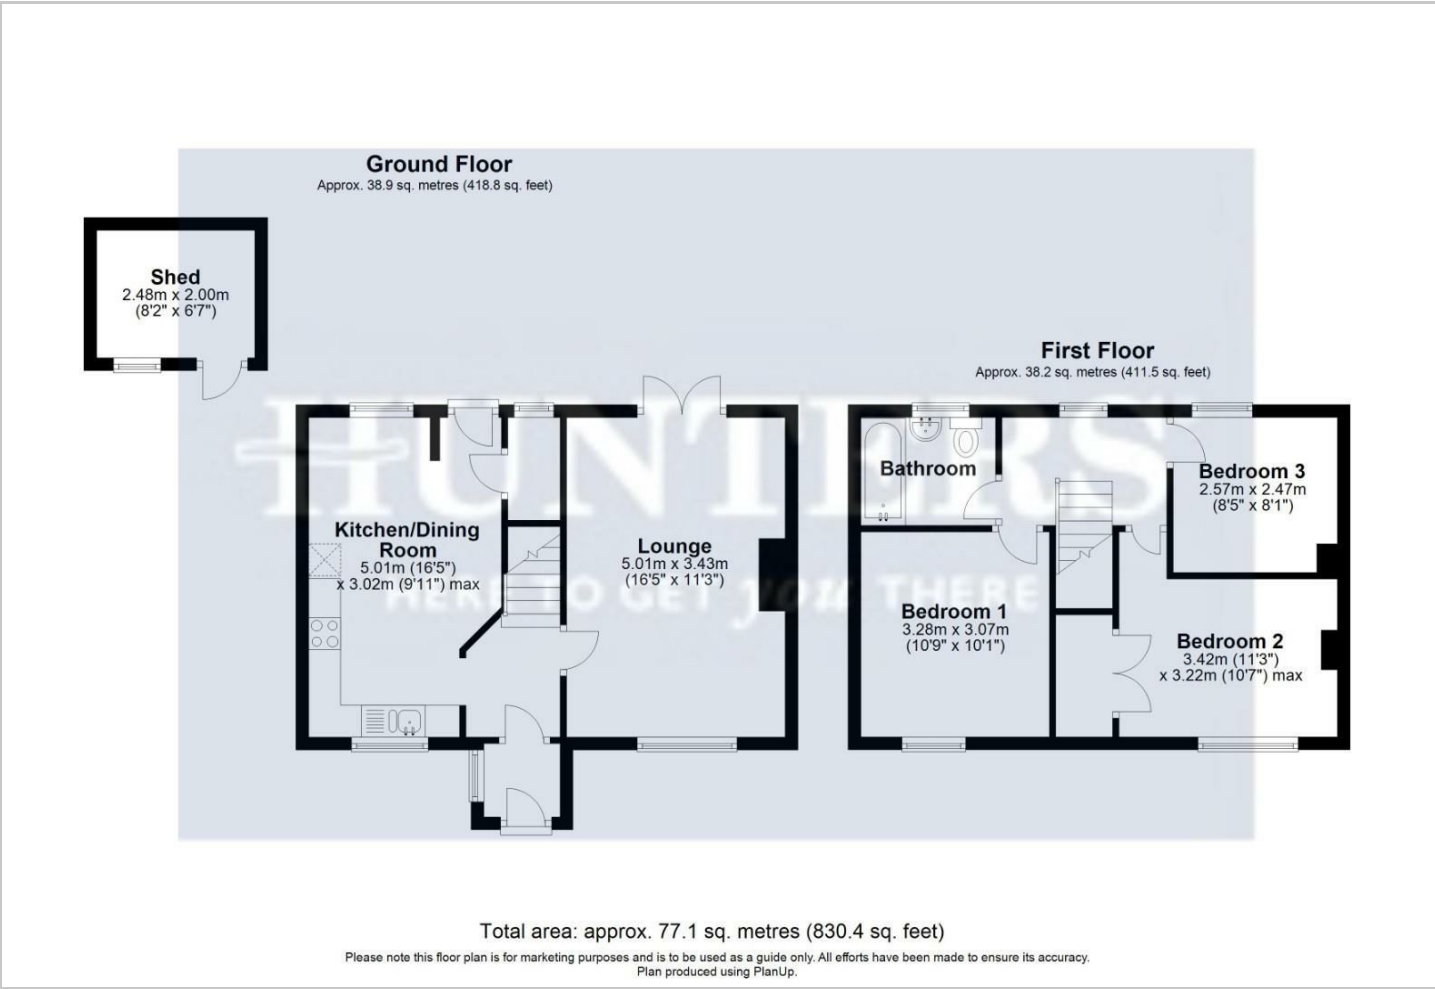 Ground Floor
Approx. 38.9 sq. metres (418.8 sq. feet)
Shed
2.48m x 2.00m
(8'2" x 6'7")
First Floor
Approx. 38.2 sq. metres (411.5 sq. feet)
HUNTERS
HERE TO GET you THERE
Bathroom
Bedroom 3
2.57m x 2.47m
(8'5" x 8'1")
Kitchen/Dining
Room
5.01m (16'5")
x 3.02m (9'11") max
Lounge
5.01m x 3.43m
(16'5" x 11'3")
Bedroom 1
3.28m x 3.07m
(10'9" x 10'1")
Bedroom 2
3.42m (11'3")
x 3.22m (10'7") max
Total area: approx. 77.1 sq. metres (830.4 sq. feet)
Please note this floor plan is for marketing purposes and is to be used as a guide only. All efforts have been made to ensure its accuracy.
Plan produced using PlanUp.